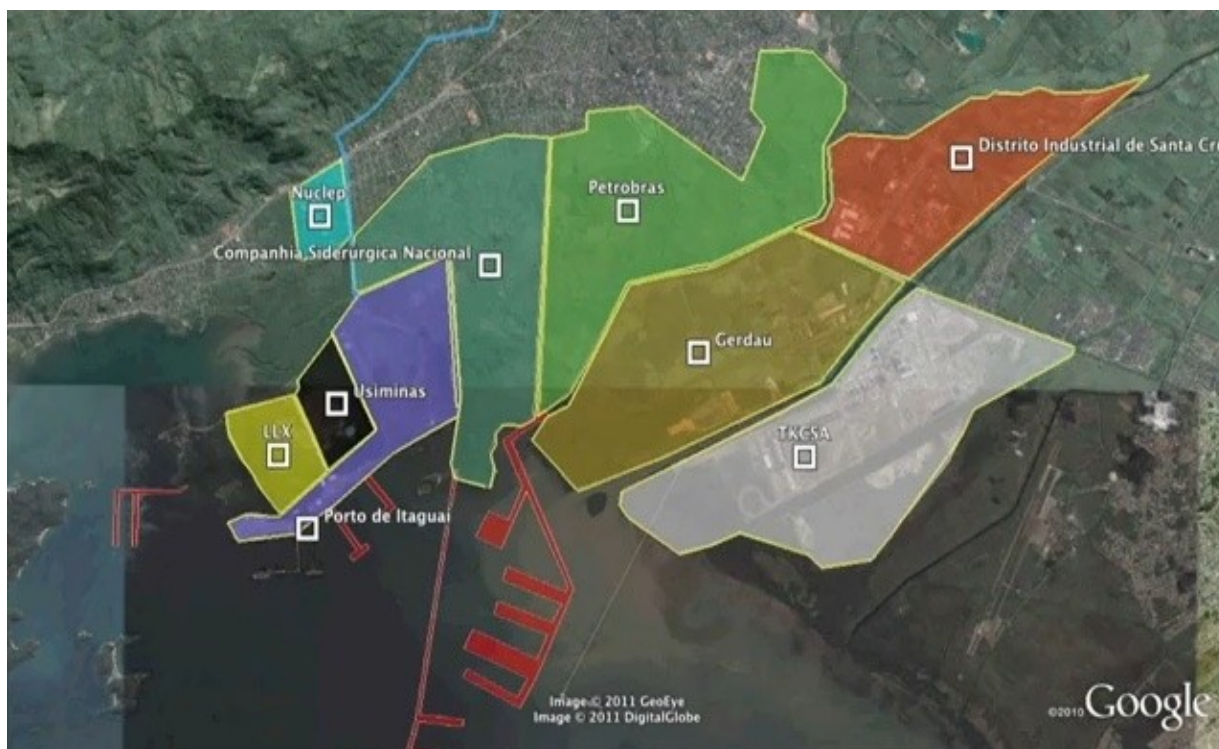 Distrito Industrial de Santa Cru
Nuclep
Petrobras
Companhia Siderurgica Nacional
Gerdau
Usiminas
LLX
TKCSA
Porto de Itaguai
Image © 2011 GeoEye
Image © 2011 DigitalGlobe
©2010 Google